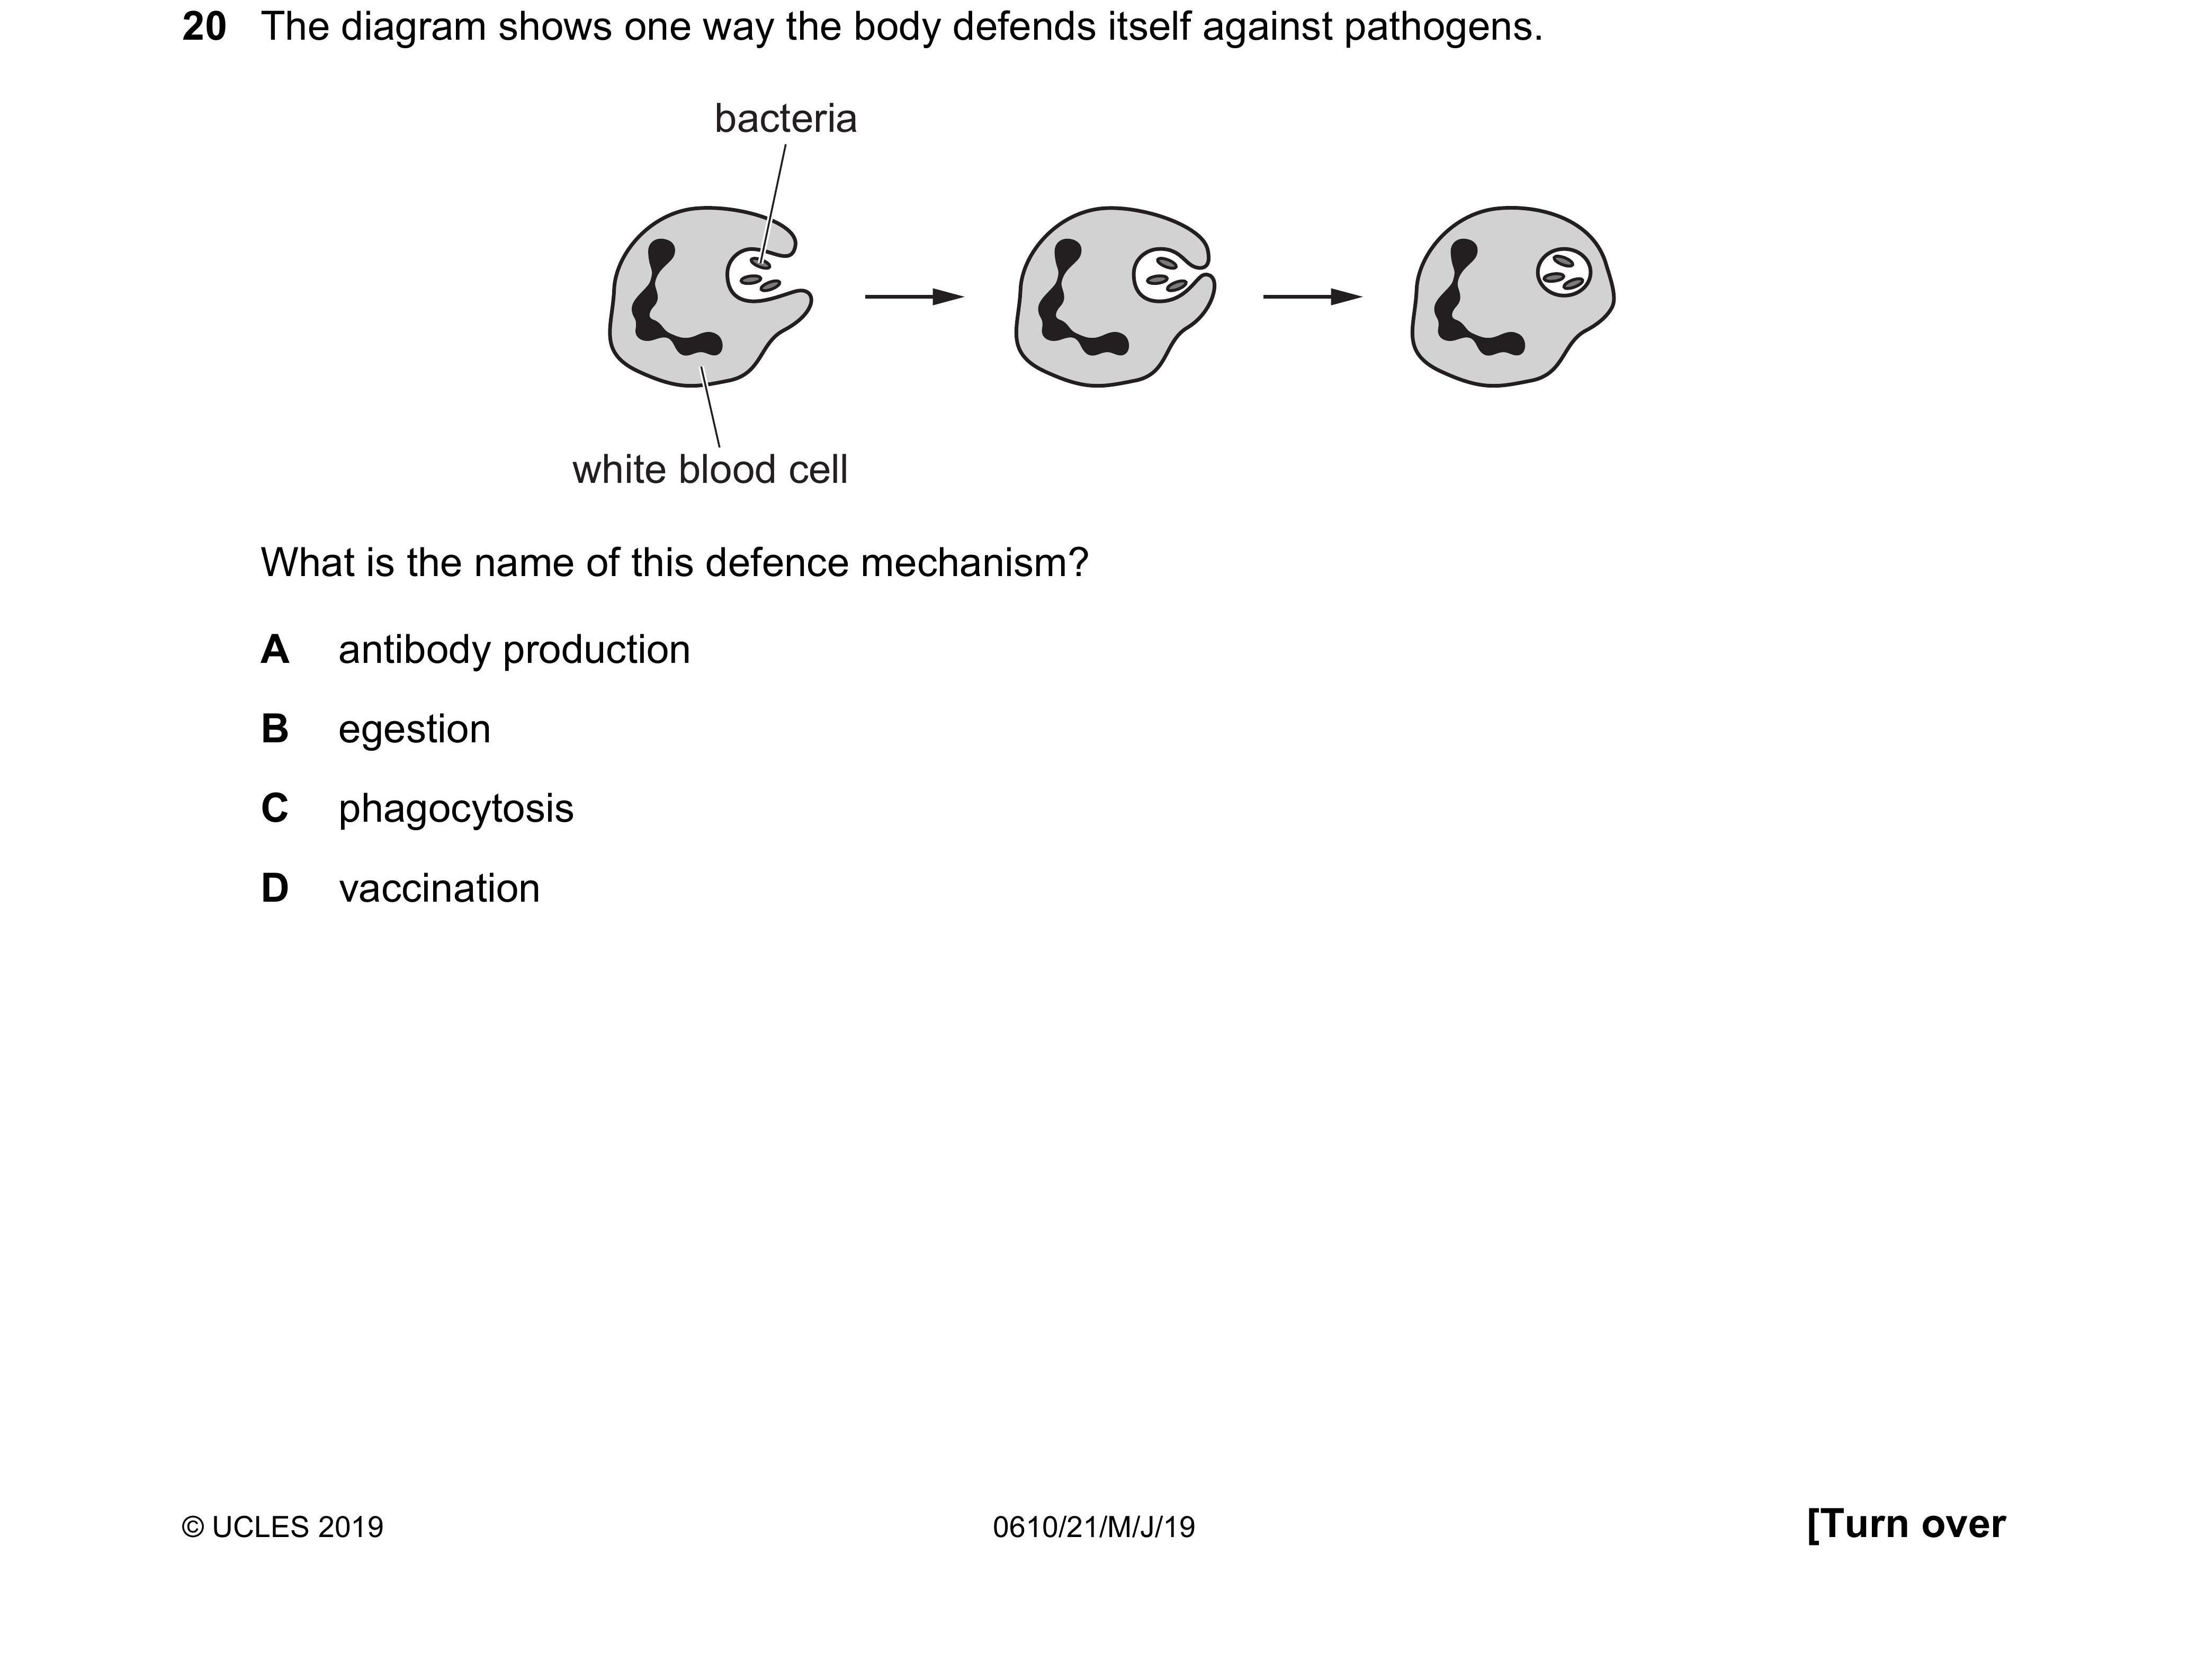 20 The diagram shows one way the body defends itself against pathogens.
bacteria
white blood cell
What is the name of this defence mechanism?
A antibody production
B egestion
C phagocytosis
D vaccination
© UCLES 2019 0610/21/M/J/19 [Turn over